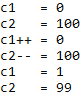 c1   = 0
c2   = 100
c1++ = 0
c2-- = 100
c1   = 1
c2   = 99